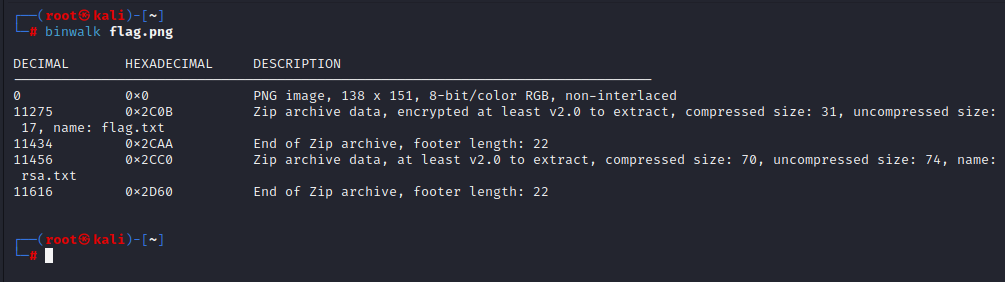 ┌──(root㉿kali)-[~]
└─# binwalk flag.png
DECIMAL       HEXADECIMAL     DESCRIPTION
--------------------------------------------------------------------------------
0             0×0             PNG image, 138 x 151, 8-bit/color RGB, non-interlaced
11275         0×2C0B          Zip archive data, encrypted at least v2.0 to extract, compressed size: 31, uncompressed size:
17, name: flag.txt
11434         0×2CAA          End of Zip archive, footer length: 22
11456         0×2CC0          Zip archive data, at least v2.0 to extract, compressed size: 70, uncompressed size: 74, name:
rsa.txt
11616         0×2D60          End of Zip archive, footer length: 22
┌──(root㉿kali)-[~]
└─#